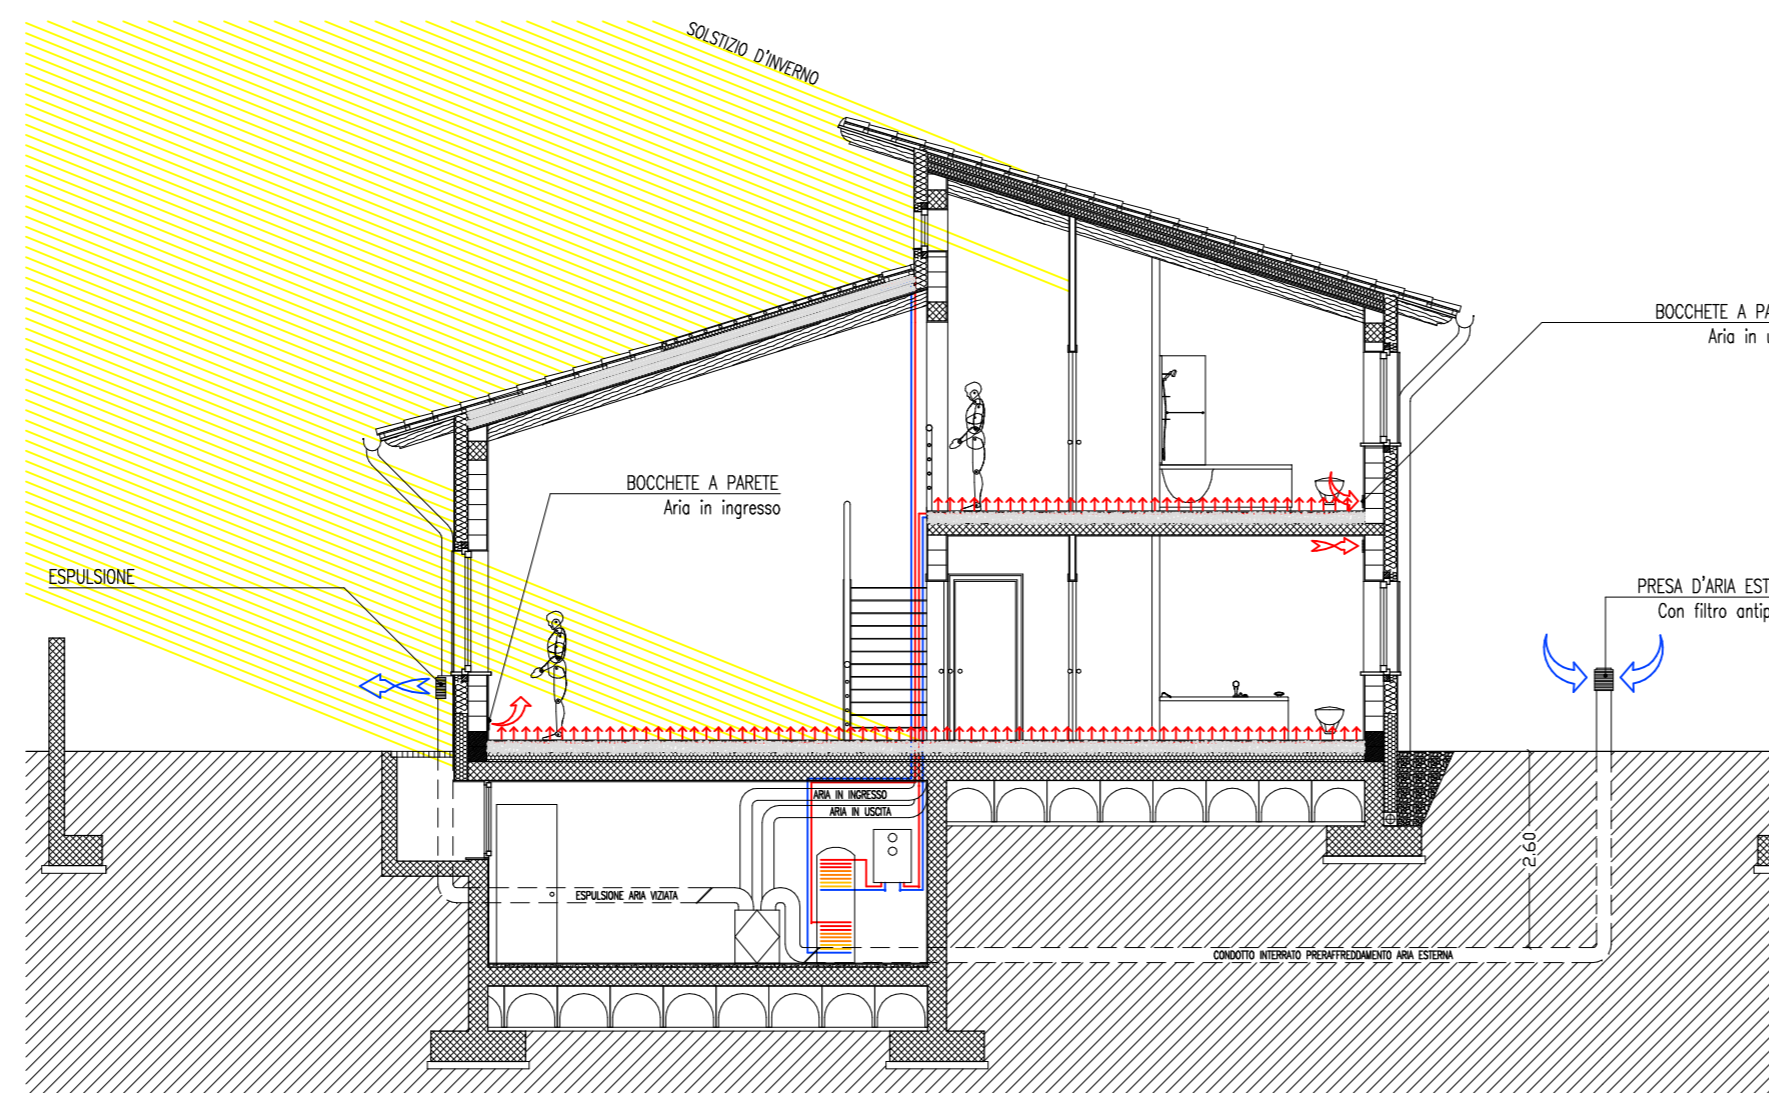 SOLSTIZIO D'INVERNO
BOCCHETE A PA
Aria in u
BOCCHETE A PARETE
Aria in ingresso
ESPULSIONE
PRESA D'ARIA EST
Con filtro antip
ARIA IN INGRESSO
ARIA IN USCITA
2,60
ESPULSIONE ARIA VIZIATA
CONDOTTO INTERRATO PRERAFFREDDAMENTO ARIA ESTERNA